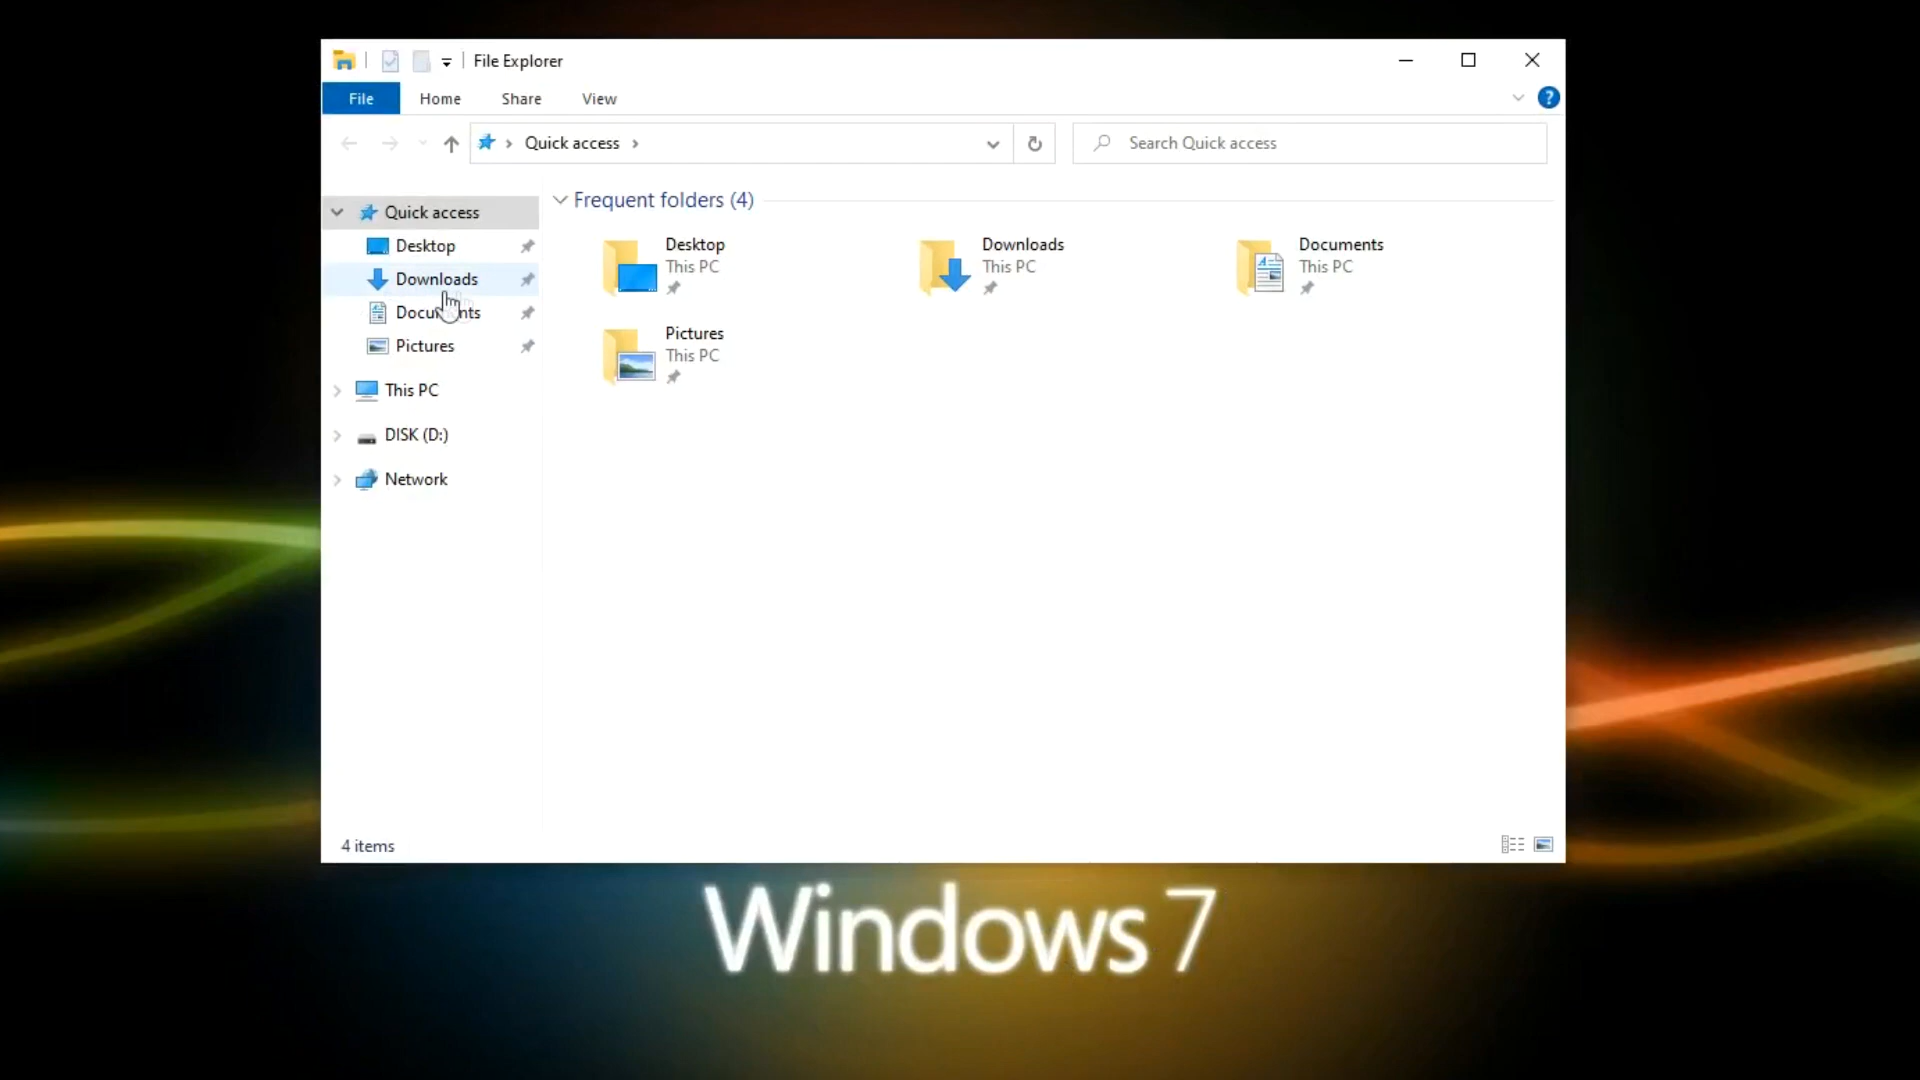 File Explorer
File Home Share View
Quick access
Search Quick access
Quick access
Desktop
Downloads
Documents
Pictures
This PC
DISK (D:)
Network
Frequent folders (4)
Desktop
This PC
Downloads
This PC
Documents
This PC
Pictures
This PC
4 items
Windows 7